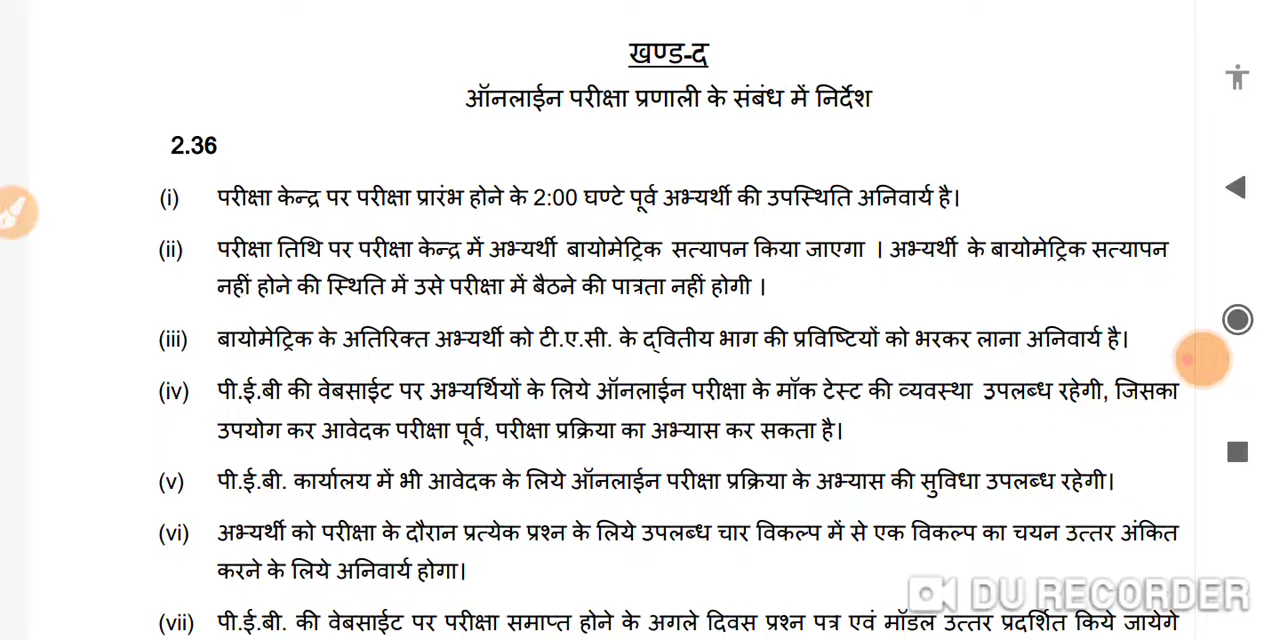 खण्ड-द
ऑनलाईन परीक्षा प्रणाली के संबंध में निर्देश
2.36
(i) परीक्षा केन्द्र पर परीक्षा प्रारंभ होने के 2:00 घण्टे पूर्व अभ्यर्थी की उपस्थिति अनिवार्य है।
(ii) परीक्षा तिथि पर परीक्षा केन्द्र में अभ्यर्थी बायोमेट्रिक सत्यापन किया जाएगा । अभ्यर्थी के बायोमेट्रिक सत्यापन
नहीं होने की स्थिति में उसे परीक्षा में बैठने की पात्रता नहीं होगी ।
(iii) बायोमेट्रिक के अतिरिक्त अभ्यर्थी को टी.ए.सी. के द्वितीय भाग की प्रविष्टियों को भरकर लाना अनिवार्य है।
(iv) पी.ई.बी की वेबसाईट पर अभ्यर्थियों के लिये ऑनलाईन परीक्षा के मॉक टेस्ट की व्यवस्था उपलब्ध रहेगी, जिसका
उपयोग कर आवेदक परीक्षा पूर्व, परीक्षा प्रक्रिया का अभ्यास कर सकता है।
(v) पी.ई.बी. कार्यालय में भी आवेदक के लिये ऑनलाईन परीक्षा प्रक्रिया के अभ्यास की सुविधा उपलब्ध रहेगी।
(vi) अभ्यर्थी को परीक्षा के दौरान प्रत्येक प्रश्न के लिये उपलब्ध चार विकल्प में से एक विकल्प का चयन उत्तर अंकित
करने के लिये अनिवार्य होगा।
DU RECORDER
(vii) पी.ई.बी. की वेबसाईट पर परीक्षा समाप्त होने के अगले दिवस प्रश्न पत्र एवं मॉडल उत्तर प्रदर्शित किये जायेगे